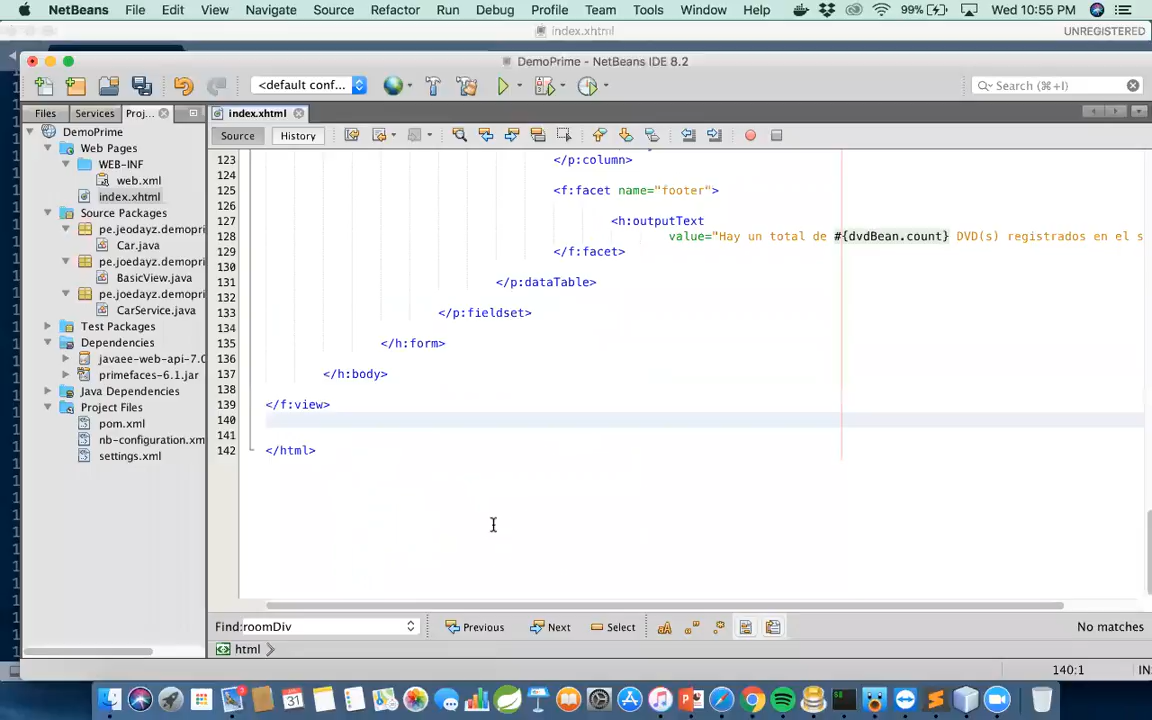 NetBeans File Edit View Navigate Source Refactor Run Debug Profile Team Tools Window Help 99% Wed 10:55 PM
index.xhtml UNREGISTERED
DemoPrime - NetBeans IDE 8.2
<default conf... Search (⌘+I)
Files Services Proj... index.xhtml
Source History
DemoPrime
Web Pages
WEB-INF
web.xml
index.xhtml
Source Packages
pe.jeodayz.demopri
Car.java
pe.joedayz.demopri
BasicView.java
pe.joedayz.demopri
CarService.java
Test Packages
Dependencies
javaee-web-api-7.0
primefaces-6.1.jar
Java Dependencies
Project Files
pom.xml
nb-configuration.xm
settings.xml
123 </p:column>
124
125 <f:facet name="footer">
126
127 <h:outputText
128 value="Hay un total de #{dvdBean.count} DVD(s) registrados en el s
129 </f:facet>
130
131 </p:dataTable>
132
133 </p:fieldset>
134
135 </h:form>
136
137 </h:body>
138
139 </f:view>
140
141
142 </html>
Find: roomDiv Previous Next Select No matches
html
140:1 IN
31